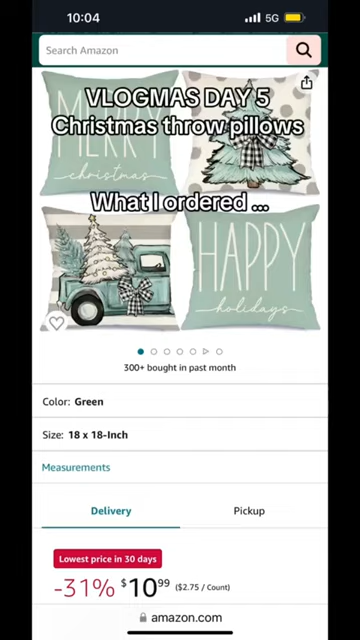 10:04
5G
Search Amazon
MERRY
christmas
VLOGMAS DAY 5
Christmas throw pillows
What I ordered ...
HAPPY
holidays
300+ bought in past month
Color: Green
Size: 18 x 18-Inch
Measurements
Delivery Pickup
Lowest price in 30 days
-31% $10.99 ($2.75 / Count)
amazon.com